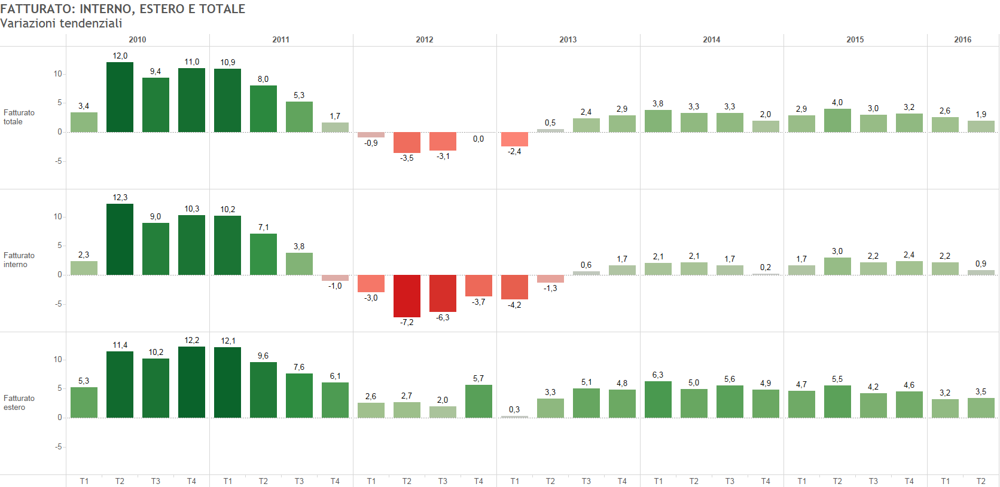 FATTURATO: INTERNO, ESTERO E TOTALE
Variazioni tendenziali
2010 2011 2012 2013 2014 2015 2016
12,0 11,0 10,9
9,4 8,0
10
5,3
3,4 3,8 3,3 3,3 2,9 4,0 3,0 3,2 2,6
5
1,7 0,5 2,4 2,9 2,0 1,9
Fatturato
totale
0
-0,9 -3,5 -3,1 0,0 -2,4
-5
12,3 10,3 10,2
9,0 7,1
10
3,8
5
2,3 0,6 1,7 2,1 2,1 1,7 0,2 1,7 3,0 2,2 2,4 2,2 0,9
Fatturato
interno
0
-1,0 -3,0 -7,2 -6,3 -3,7 -4,2 -1,3
-5
11,4 10,2 12,2 12,1 9,6
10
7,6 6,1 5,7 6,3
5,3 5,1 4,8 5,0 5,6 4,9 4,7 5,5 4,2 4,6
5
2,6 2,7 2,0 0,3 3,3 3,2 3,5
Fatturato
estero
0
-5
T1 T2 T3 T4 T1 T2 T3 T4 T1 T2 T3 T4 T1 T2 T3 T4 T1 T2 T3 T4 T1 T2 T3 T4 T1 T2